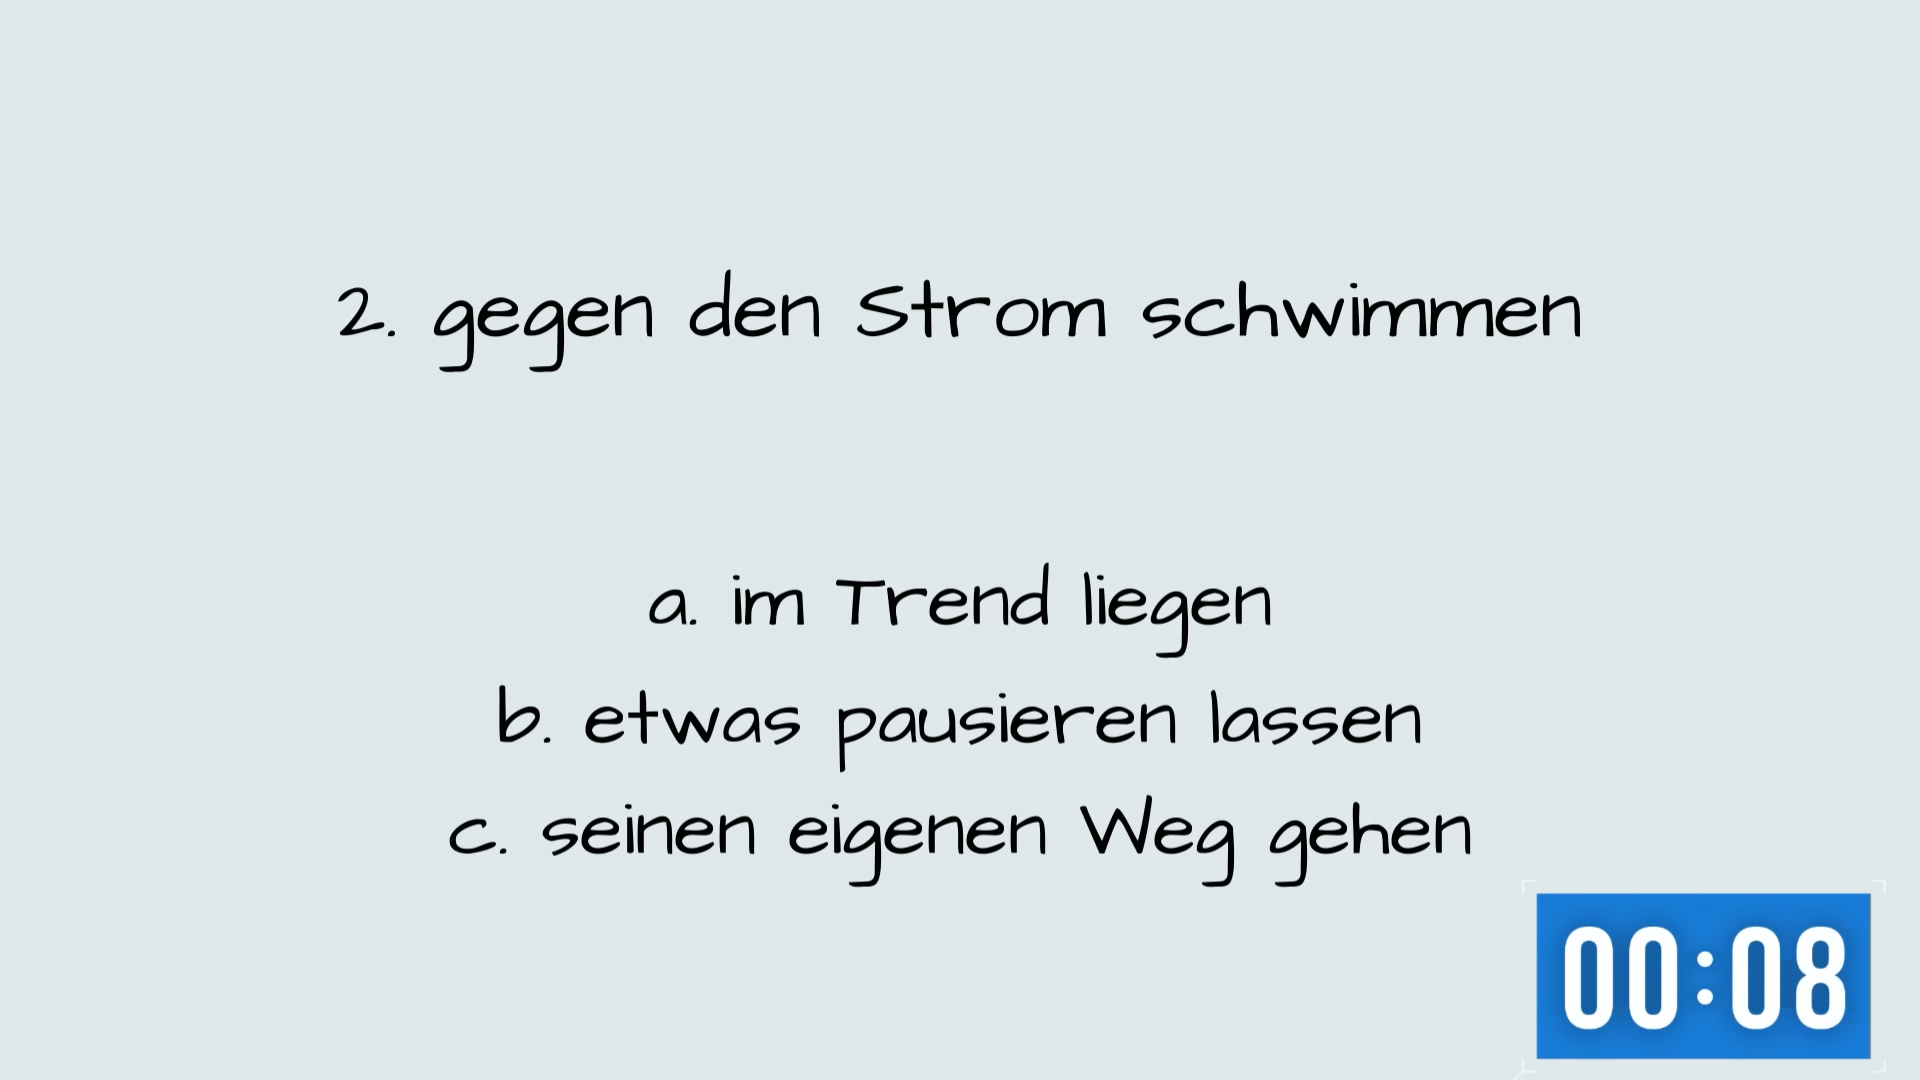 2. gegen den Strom schwimmen
a. im Trend liegen
b. etwas pausieren lassen
c. seinen eigenen Weg gehen
00:08